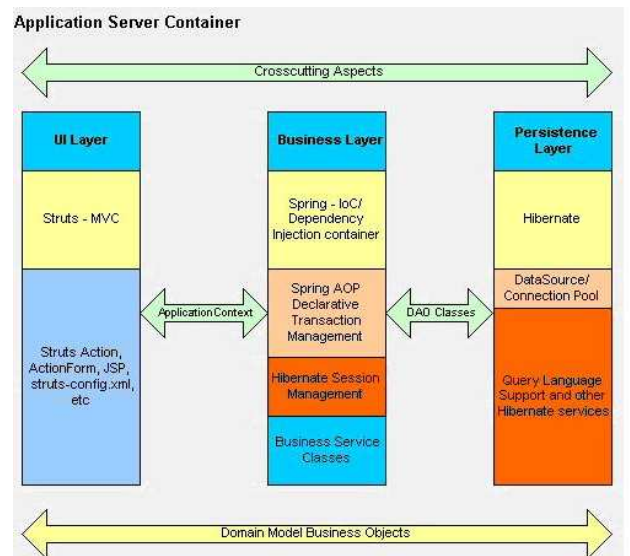 Application Server Container
Crosscutting Aspects
UI Layer
Struts - MVC
Struts Action,
ActionForm, JSP,
struts-config.xml,
etc
Application Context
Business Layer
Spring - IoC/
Dependency
Injection container
Spring AOP
Declarative
Transaction
Management
Hibernate Session
Management
Business Service
Classes
DAO Classes
Persistence
Layer
Hibernate
DataSource/
Connection Pool
Query Language
Support and other
Hibernate services
Domain Model Business Objects